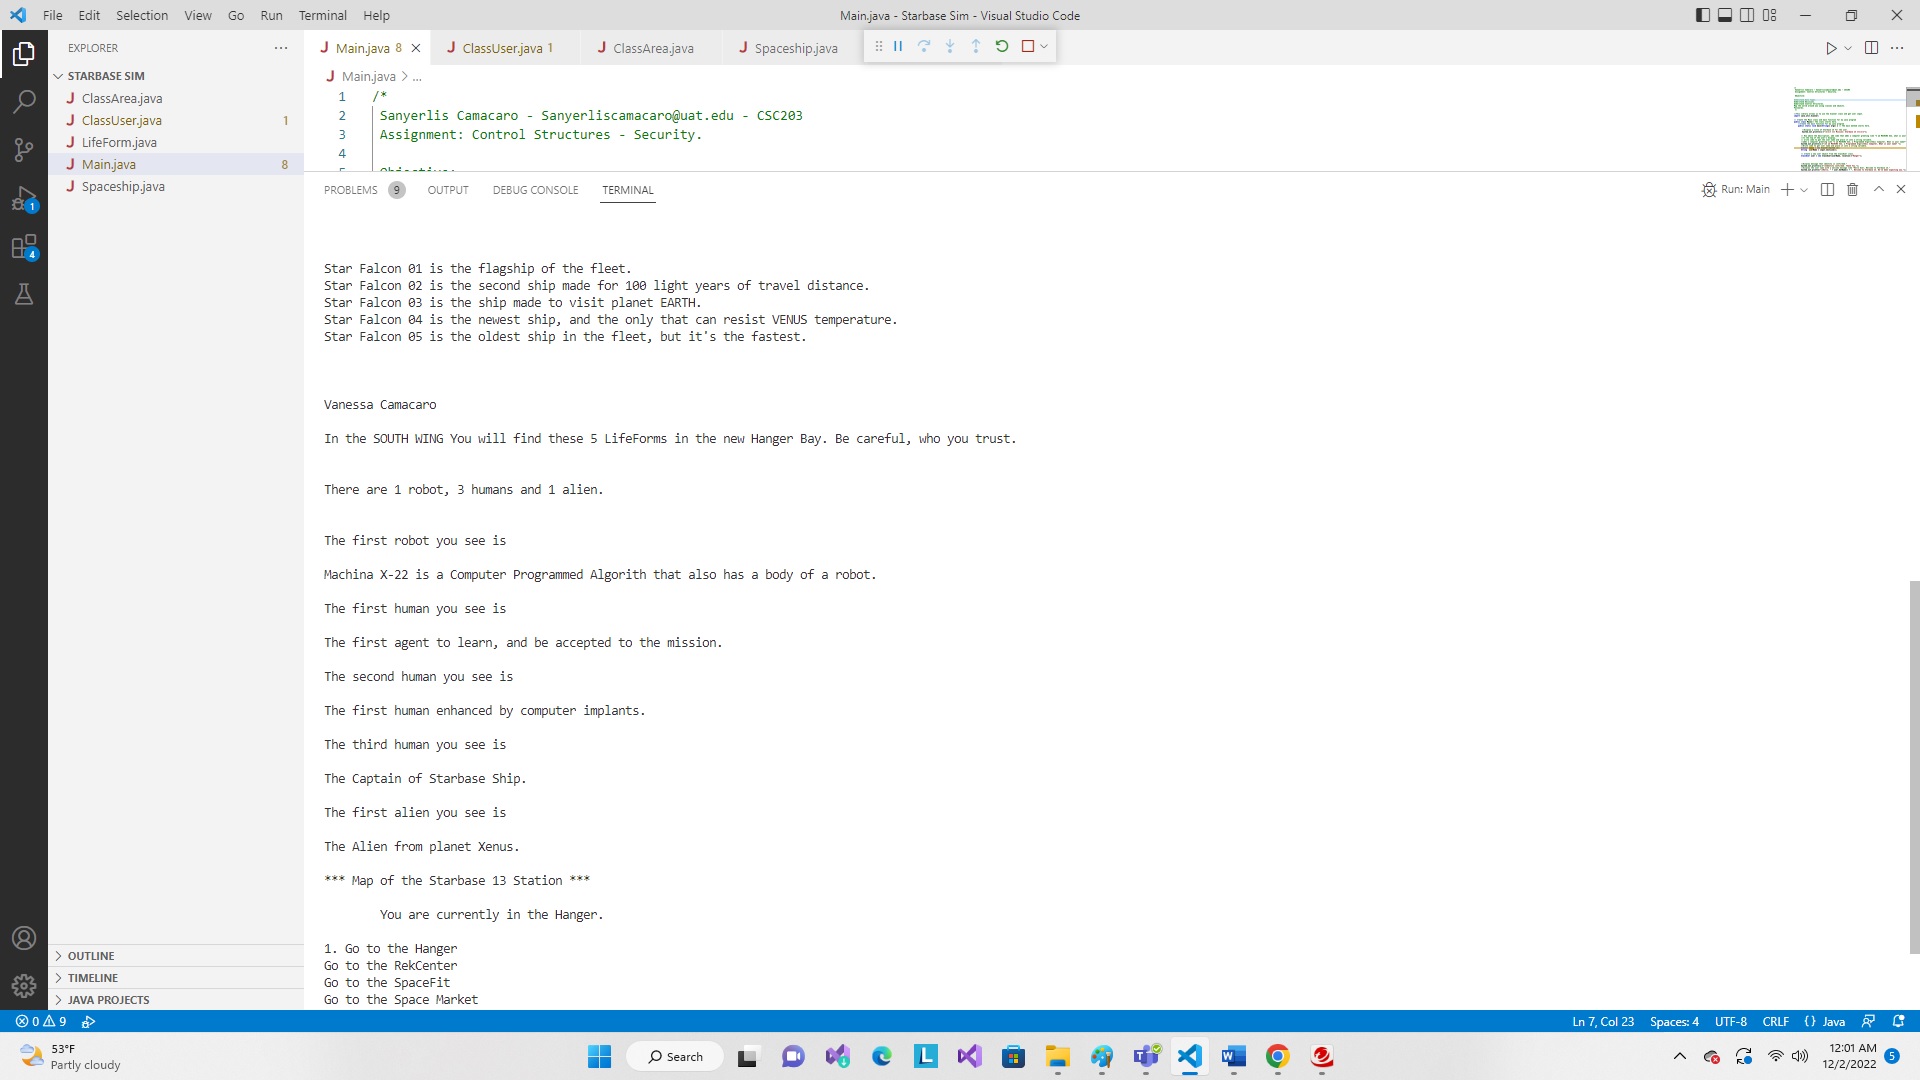 File Edit Selection View Go Run Terminal Help
Main.java - Starbase Sim - Visual Studio Code
EXPLORER
STARBASE SIM
J ClassArea.java
J ClassUser.java 1
J LifeForm.java
J Main.java 8
J Spaceship.java
1
4
OUTLINE
TIMELINE
JAVA PROJECTS
J Main.java 8
J ClassUser.java 1
J ClassArea.java
J Spaceship.java
J Main.java > ...
1 /*
2 Sanyerlis Camacaro - Sanyerliscamacaro@uat.edu - CSC203
3 Assignment: Control Structures - Security.
4
5 Objective:
PROBLEMS 9 OUTPUT DEBUG CONSOLE TERMINAL
Run: Main
Star Falcon 01 is the flagship of the fleet.
Star Falcon 02 is the second ship made for 100 light years of travel distance.
Star Falcon 03 is the ship made to visit planet EARTH.
Star Falcon 04 is the newest ship, and the only that can resist VENUS temperature.
Star Falcon 05 is the oldest ship in the fleet, but it's the fastest.
Vanessa Camacaro
In the SOUTH WING You will find these 5 LifeForms in the new Hanger Bay. Be careful, who you trust.
There are 1 robot, 3 humans and 1 alien.
The first robot you see is
Machina X-22 is a Computer Programmed Algorith that also has a body of a robot.
The first human you see is
The first agent to learn, and be accepted to the mission.
The second human you see is
The first human enhanced by computer implants.
The third human you see is
The Captain of Starbase Ship.
The first alien you see is
The Alien from planet Xenus.
*** Map of the Starbase 13 Station ***
You are currently in the Hanger.
1. Go to the Hanger
Go to the RekCenter
Go to the SpaceFit
Go to the Space Market
0 9
Ln 7, Col 23 Spaces: 4 UTF-8 CRLF {} Java
53°F
Partly cloudy
Search
12:01 AM
12/2/2022
5